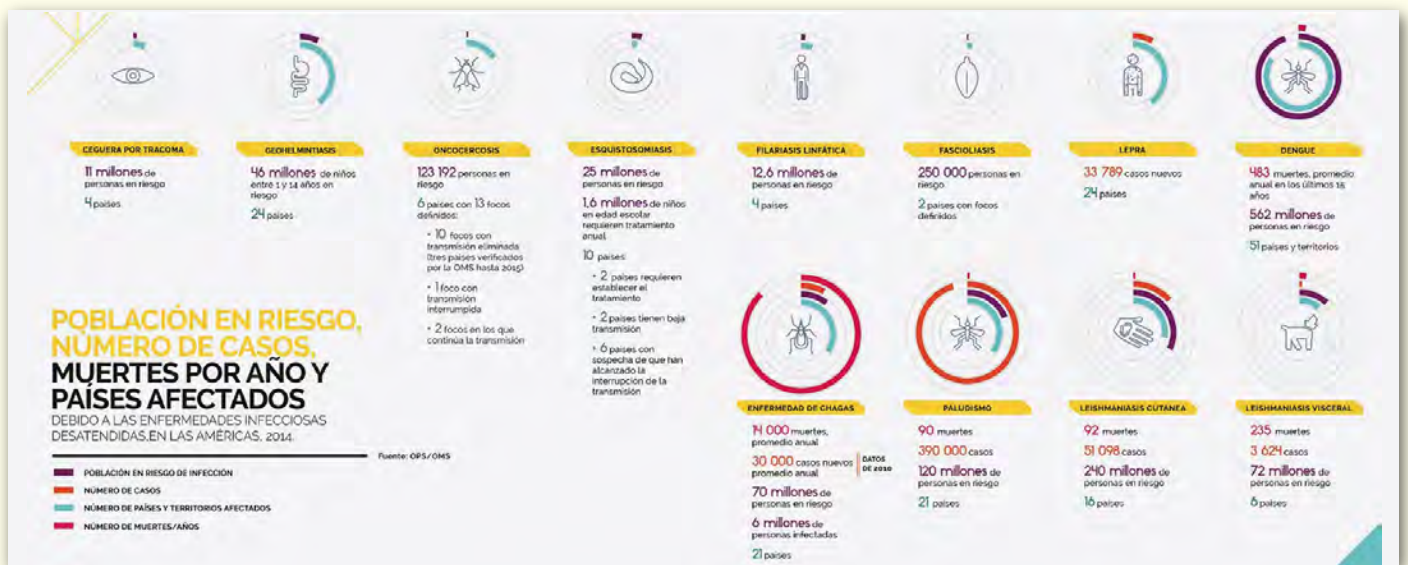 CEGUERA POR TRACOMA
11 millones de
personas en riesgo
4 países
GEOHELMINTIASIS
46 millones de niños
entre 1 y 14 años en
riesgo
24 países
ONCOCERCOSIS
123 192 personas en
riesgo
6 países con 13 focos
definidos:
• 10 focos con
transmisión eliminada
(tres países verificados
por la OMS hasta 2015)
• 1 foco con
transmisión
interrumpida
• 2 focos en los que
continúa la transmisión
ESQUISTOSOMIASIS
25 millones de
personas en riesgo
1,6 millones de niños
en edad escolar
requieren tratamiento
anual
10 países:
• 2 países requieren
establecer el
tratamiento
• 2 países tienen baja
transmisión
• 6 países con
sospecha de que han
alcanzado la
interrupción de la
transmisión
FILARIASIS LINFÁTICA
12,6 millones de
personas en riesgo
4 países
FASCIOLIASIS
250 000 personas en
riesgo
2 países con focos
definidos
LEPRA
33 789 casos nuevos
24 países
DENGUE
483 muertes, promedio
anual en los últimos 15
años
562 millones de
personas en riesgo
51 países y territorios
POBLACIÓN EN RIESGO,
NÚMERO DE CASOS,
MUERTES POR AÑO Y
PAÍSES AFECTADOS
DEBIDO A LAS ENFERMEDADES INFECCIOSAS
DESATENDIDAS.EN LAS AMÉRICAS, 2014.
Fuente: OPS/OMS
POBLACIÓN EN RIESGO DE INFECCIÓN
NÚMERO DE CASOS
NÚMERO DE PAÍSES Y TERRITORIOS AFECTADOS
NÚMERO DE MUERTES/AÑOS
ENFERMEDAD DE CHAGAS
14 000 muertes,
promedio anual
30 000 casos nuevos
promedio anual
DATOS
DE 2010
70 millones de
personas en riesgo
6 millones de
personas infectadas
21 países
PALUDISMO
90 muertes
390 000 casos
120 millones de
personas en riesgo
21 países
LEISHMANIASIS CUTANEA
92 muertes
51 098 casos
240 millones de
personas en riesgo
16 países
LEISHMANIASIS VISCERAL
235 muertes
3 624 casos
72 millones de
personas en riesgo
6 países